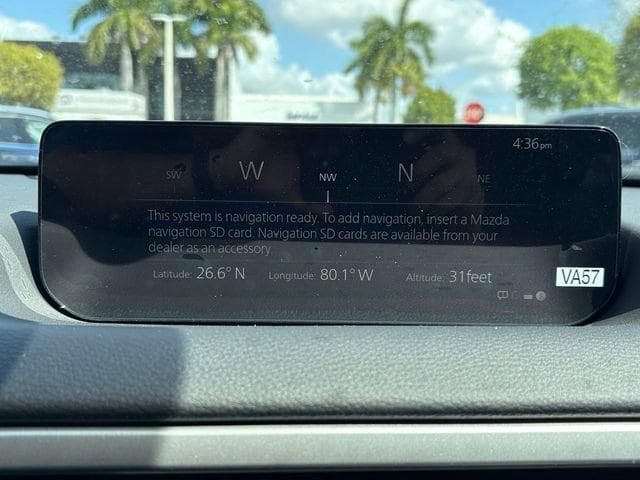 4:36pm
SW W NW N NE
This system is navigation ready. To add navigation, insert a Mazda
navigation SD card. Navigation SD cards are available from your
dealer as an accessory.
Latitude: 26.6° N Longitude: 80.1° W Altitude: 31feet
VA57